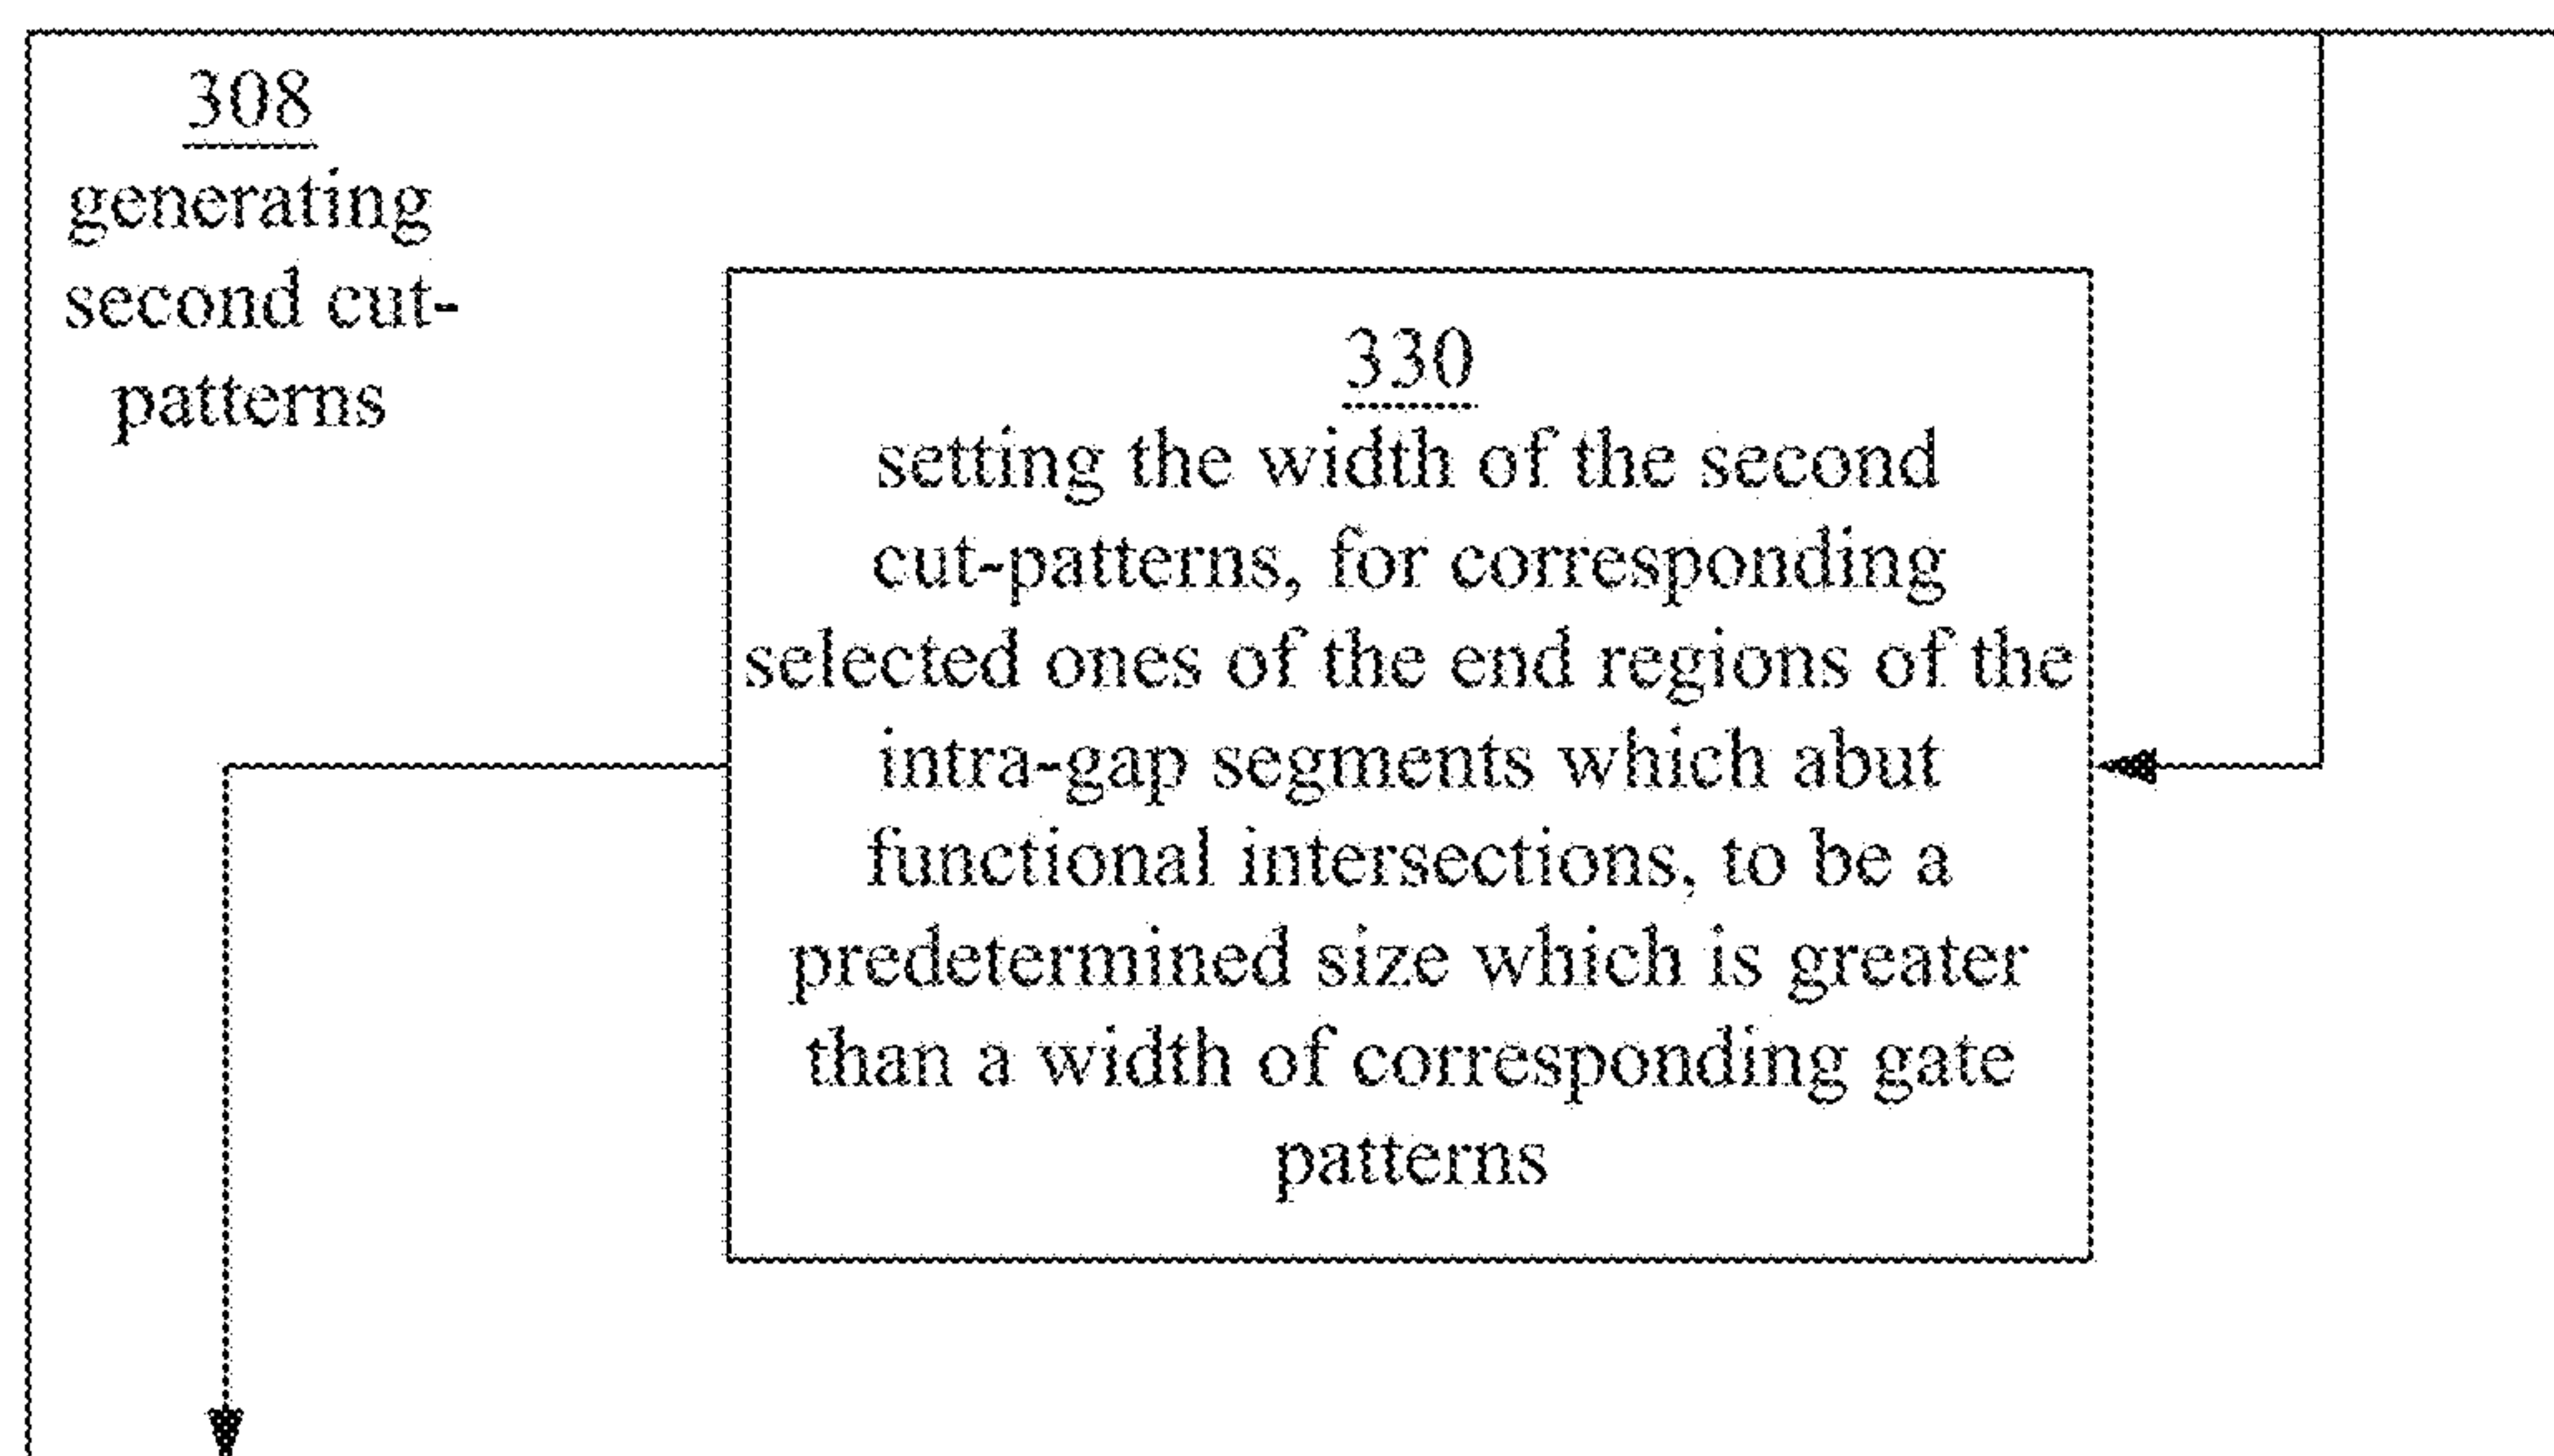 308
generating
second cut-
patterns
330
setting the width of the second
cut-patterns, for corresponding
selected ones of the end regions of the
intra-gap segments which abut
functional intersections, to be a
predetermined size which is greater
than a width of corresponding gate
patterns